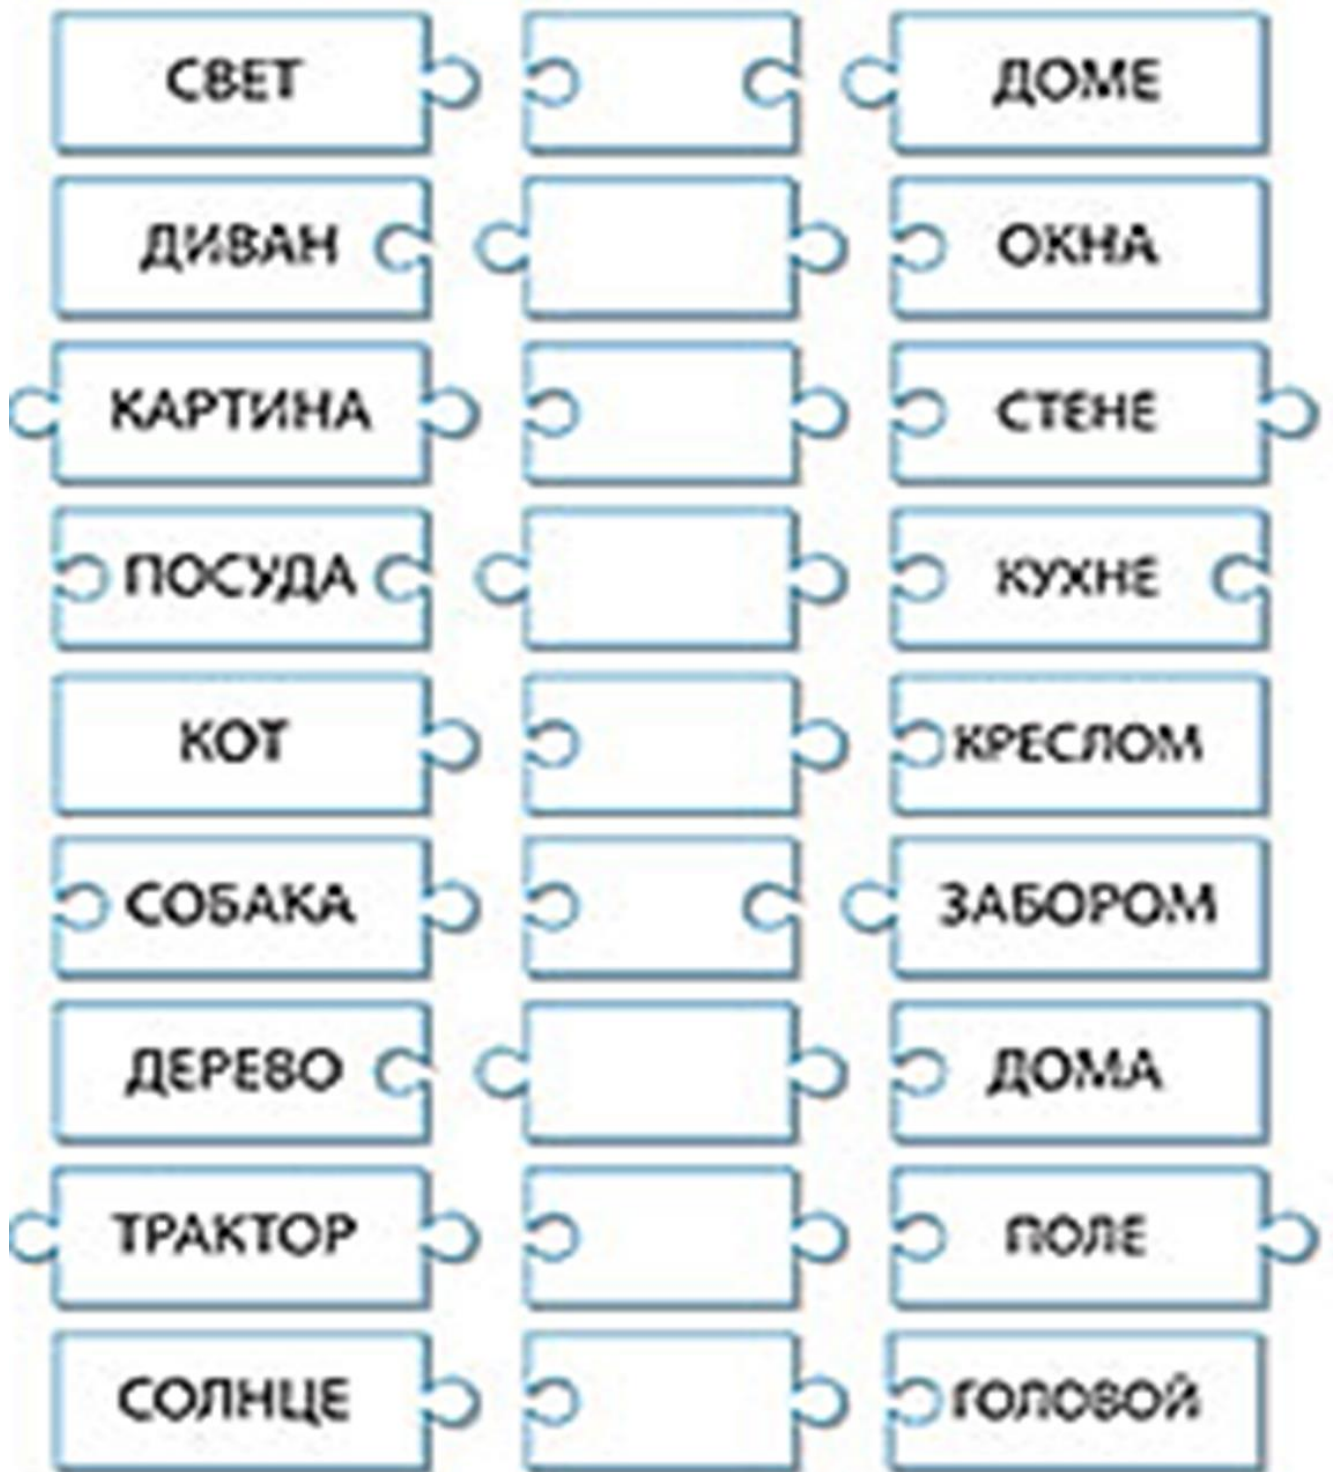 СВЕТ ДОМЕ
ДИВАН ОКНА
КАРТИНА СТЕНЕ
ПОСУДА КУХНЕ
КОТ КРЕСЛОМ
СОБАКА ЗАБОРОМ
ДЕРЕВО ДОМА
ТРАКТОР ПОЛЕ
СОЛНЦЕ ГОЛОВОЙ